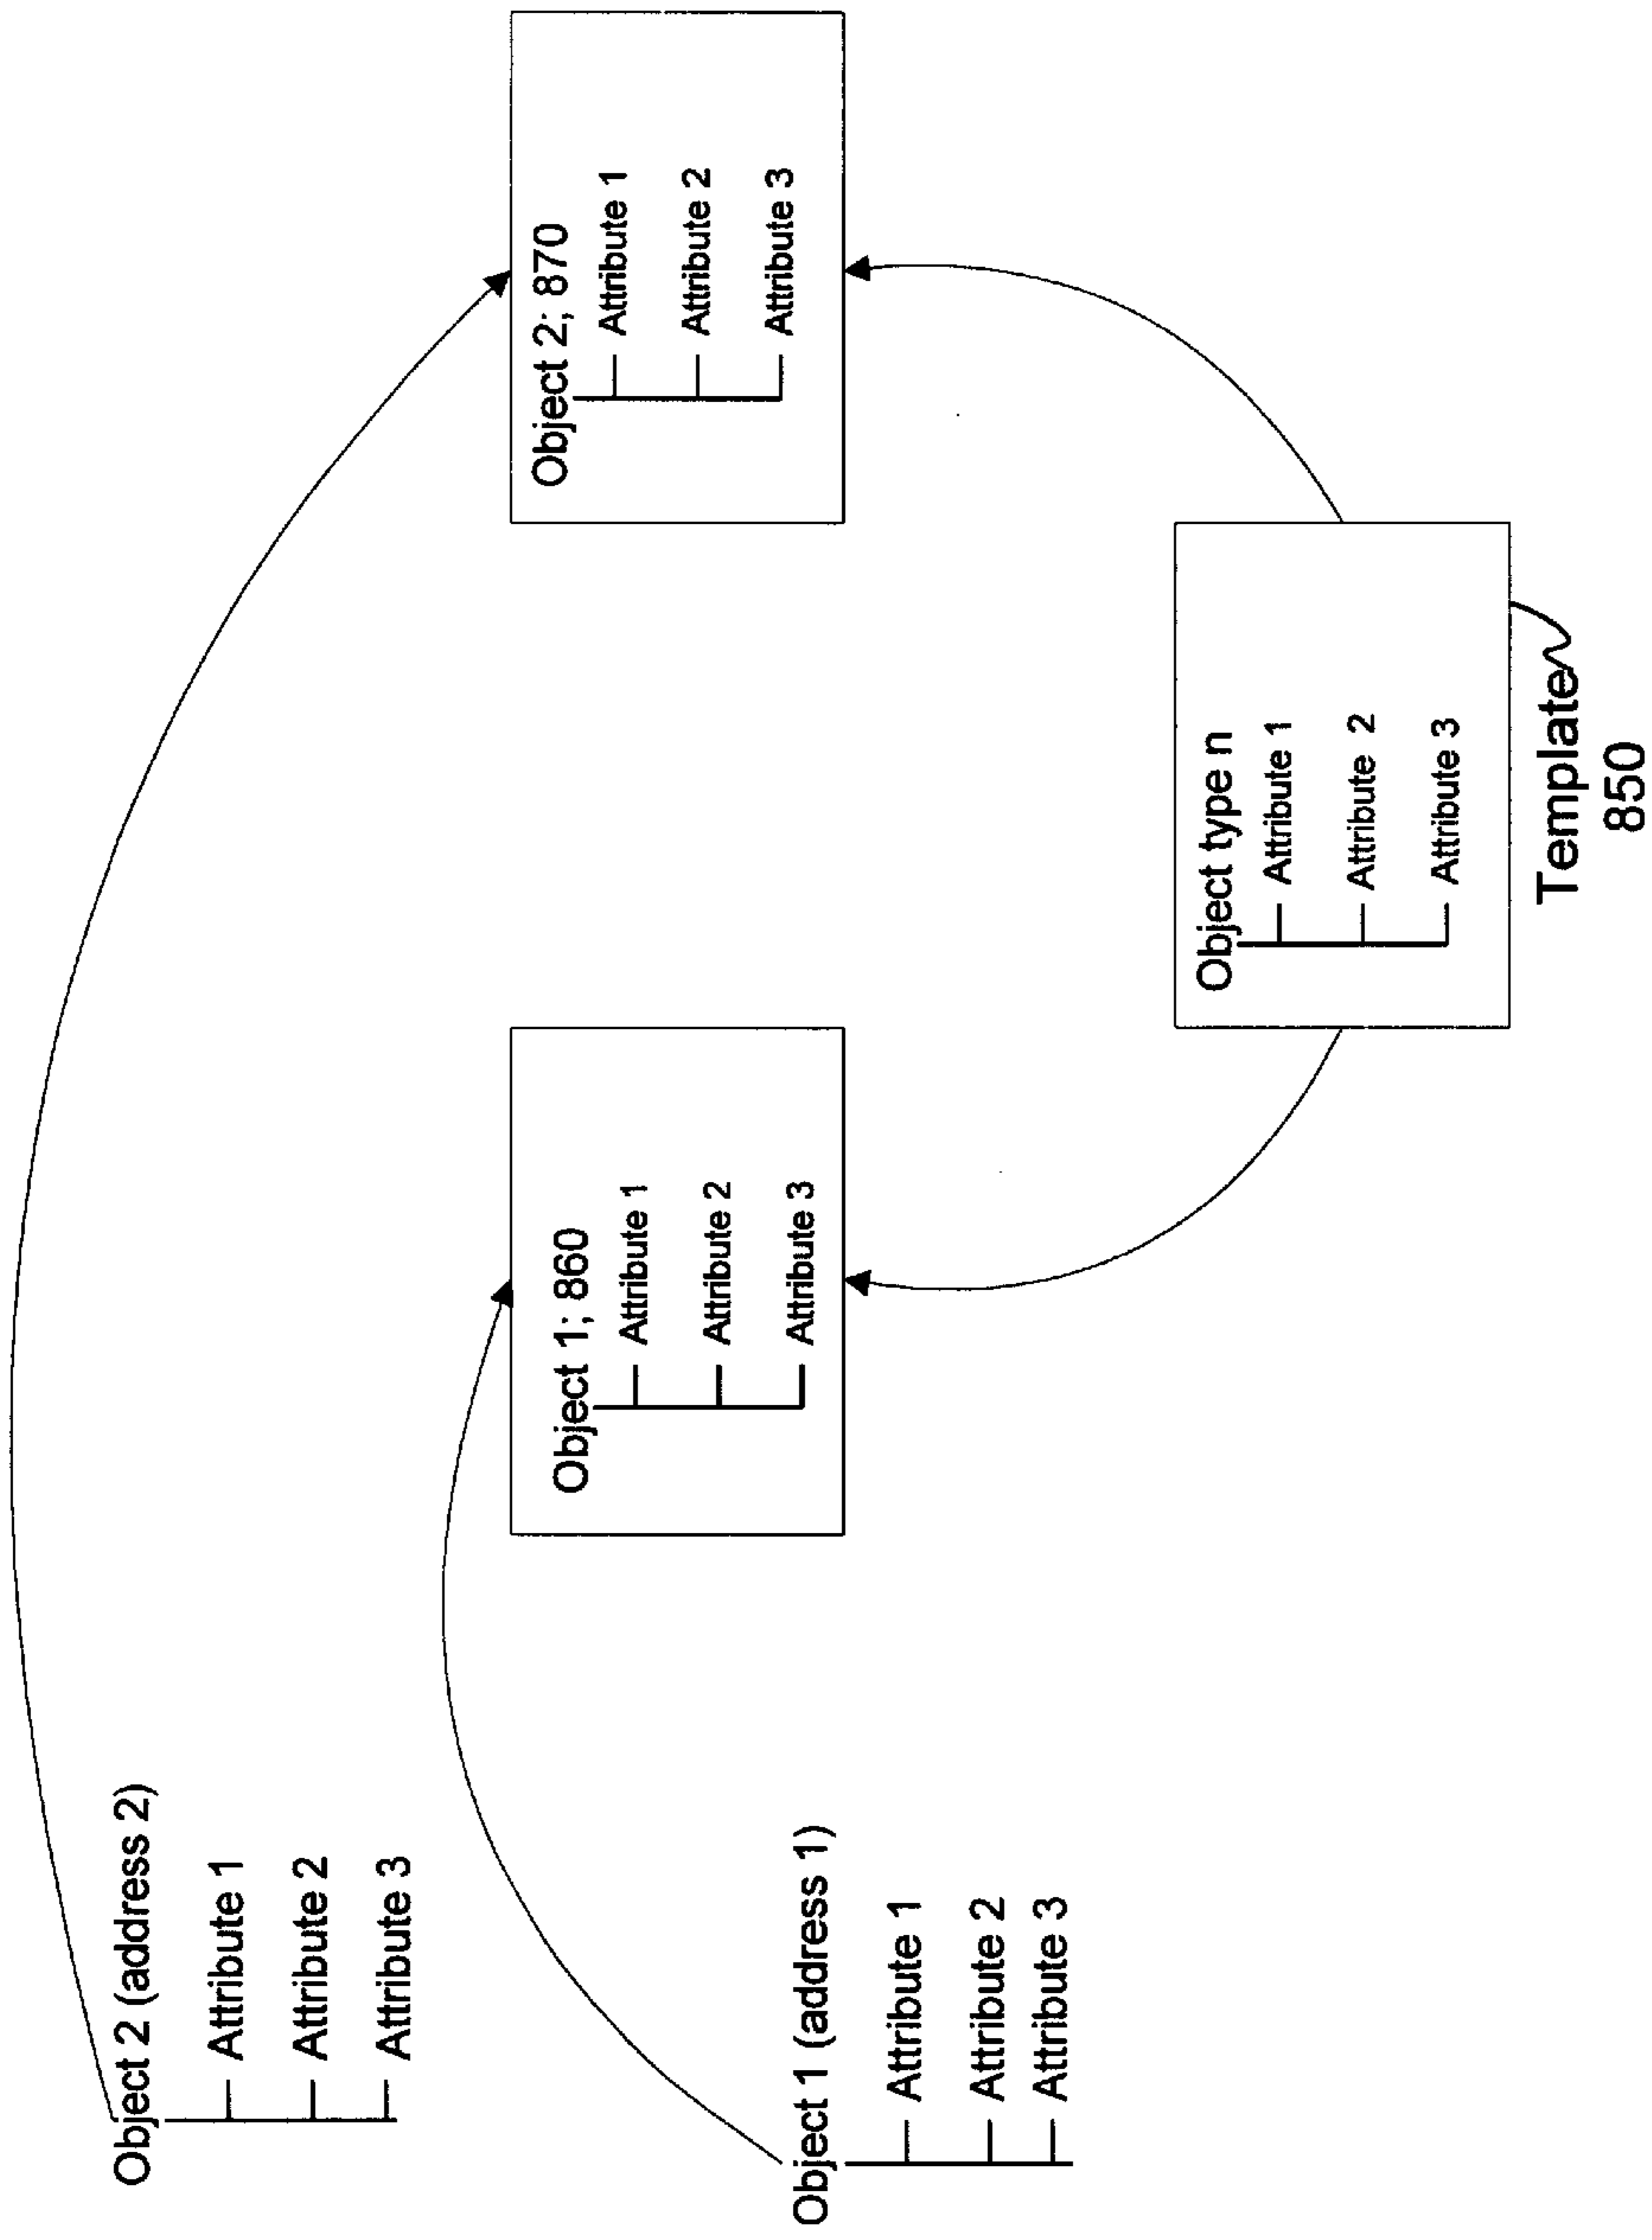 Object 2 (address 2)
Attribute 1
Attribute 2
Attribute 3
Object 1 (address 1)
Attribute 1
Attribute 2
Attribute 3
Object 1; 860
Attribute 1
Attribute 2
Attribute 3
Object 2; 870
Attribute 1
Attribute 2
Attribute 3
Object type n
Attribute 1
Attribute 2
Attribute 3
Template
850